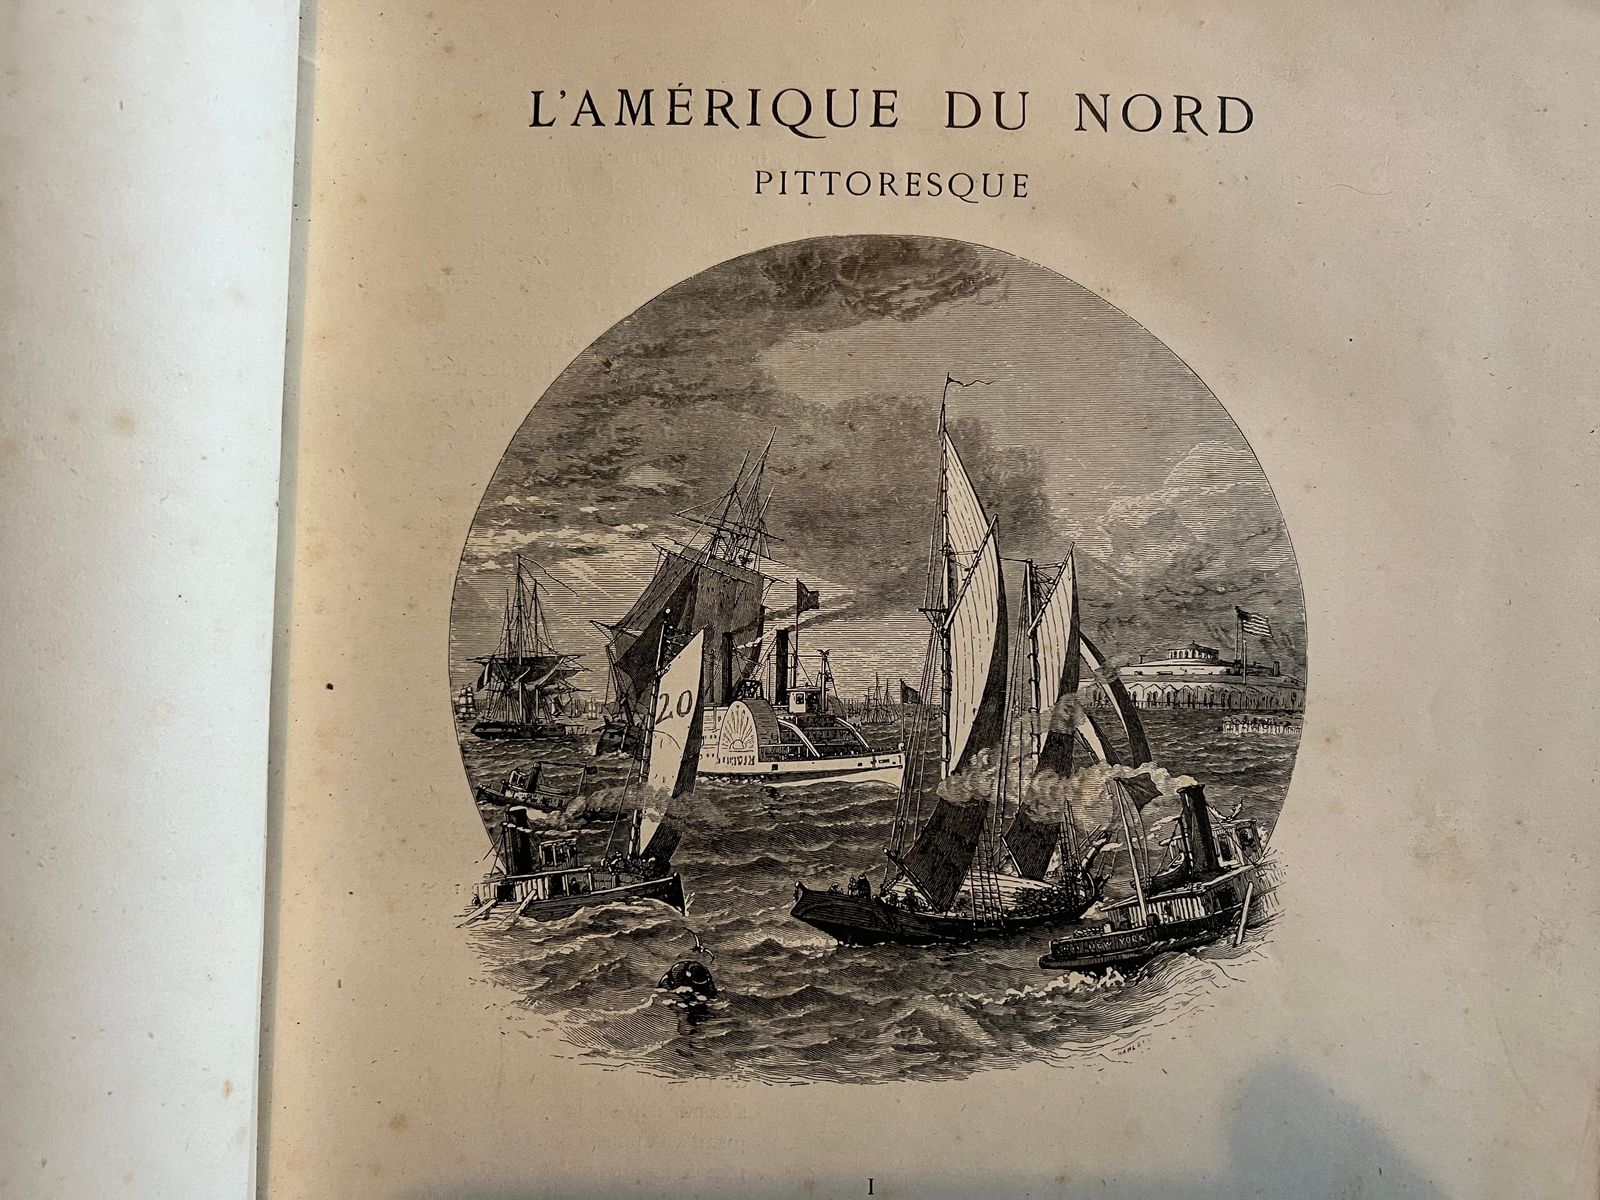 L'AMÉRIQUE DU NORD
PITTORESQUE
20
NEW YORK
I